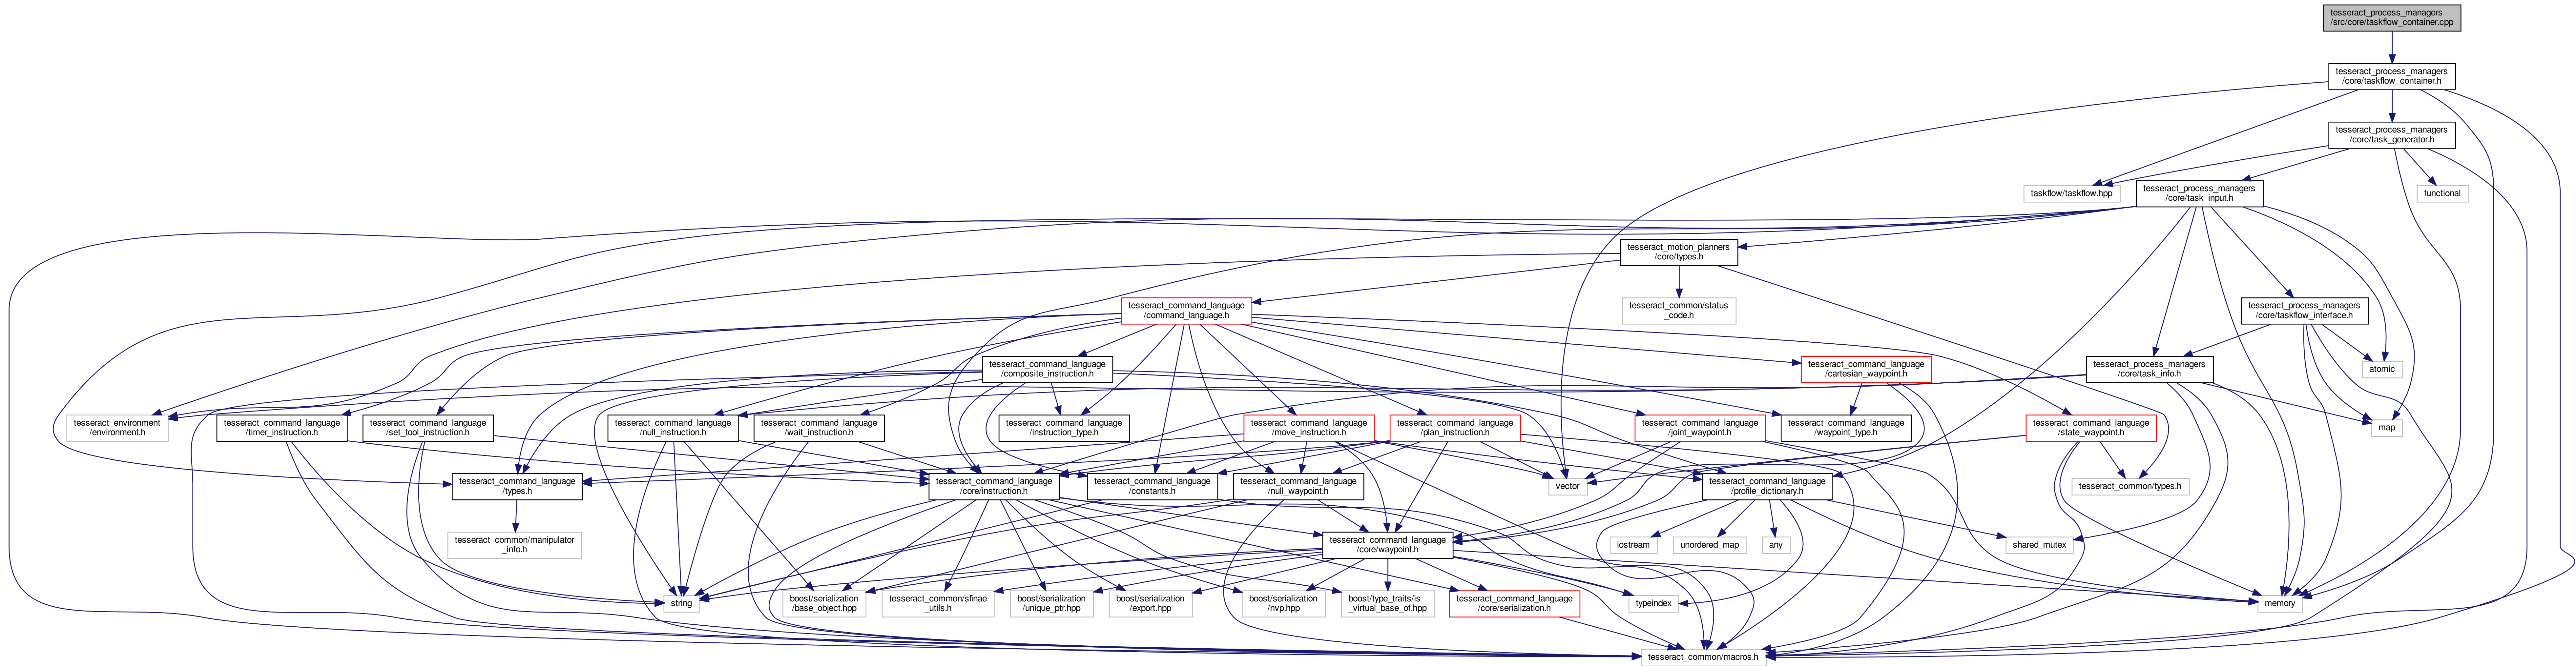 tesseract_process_managers
/src/core/taskflow_container.cpp
tesseract_process_managers
/core/taskflow_container.h
tesseract_process_managers
/core/task_generator.h
taskflow/taskflow.hpp
tesseract_process_managers
/core/task_input.h
functional
tesseract_motion_planners
/core/types.h
tesseract_command_language
/command_language.h
tesseract_common/status
_code.h
tesseract_process_managers
/core/taskflow_interface.h
tesseract_command_language
/composite_instruction.h
tesseract_command_language
/cartesian_waypoint.h
tesseract_process_managers
/core/task_info.h
atomic
tesseract_environment
/environment.h
tesseract_command_language
/timer_instruction.h
tesseract_command_language
/set_tool_instruction.h
tesseract_command_language
/null_instruction.h
tesseract_command_language
/wait_instruction.h
tesseract_command_language
/instruction_type.h
tesseract_command_language
/move_instruction.h
tesseract_command_language
/plan_instruction.h
tesseract_command_language
/joint_waypoint.h
tesseract_command_language
/waypoint_type.h
tesseract_command_language
/state_waypoint.h
map
tesseract_command_language
/types.h
tesseract_command_language
/core/instruction.h
tesseract_command_language
/constants.h
tesseract_command_language
/null_waypoint.h
vector
tesseract_command_language
/profile_dictionary.h
tesseract_common/types.h
tesseract_common/manipulator
_info.h
tesseract_command_language
/core/waypoint.h
iostream
unordered_map
any
shared_mutex
string
boost/serialization
/base_object.hpp
tesseract_common/sfinae
_utils.h
boost/serialization
/unique_ptr.hpp
boost/serialization
/export.hpp
boost/serialization
/nvp.hpp
boost/type_traits/is
_virtual_base_of.hpp
tesseract_command_language
/core/serialization.h
typeindex
memory
tesseract_common/macros.h